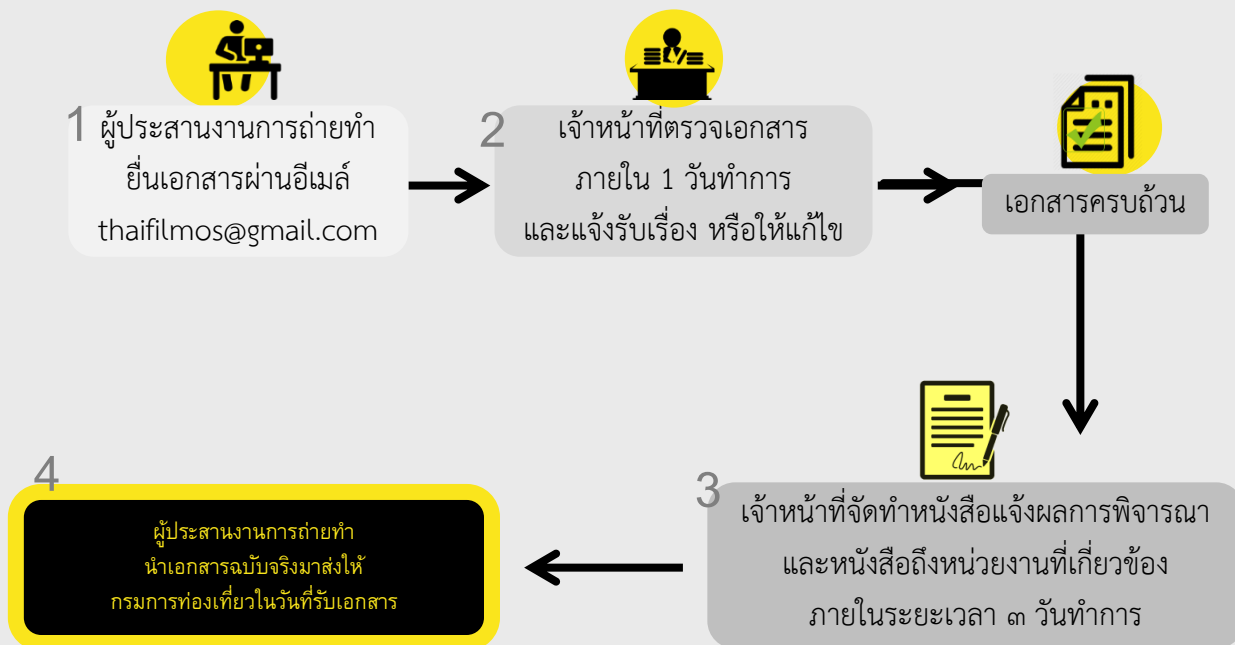 1
ผู้ประสานงานการถ่ายทำ
ยื่นเอกสารผ่านอีเมล์
thaifilmos@gmail.com
2
เจ้าหน้าที่ตรวจเอกสาร
ภายใน 1 วันทำการ
และแจ้งรับเรื่อง หรือให้แก้ไข
เอกสารครบถ้วน
3
เจ้าหน้าที่จัดทำหนังสือแจ้งผลการพิจารณา
และหนังสือถึงหน่วยงานที่เกี่ยวข้อง
ภายในระยะเวลา ๓ วันทำการ
4
ผู้ประสานงานการถ่ายทำ
นำเอกสารฉบับจริงมาส่งให้
กรมการท่องเที่ยวในวันที่รับเอกสาร